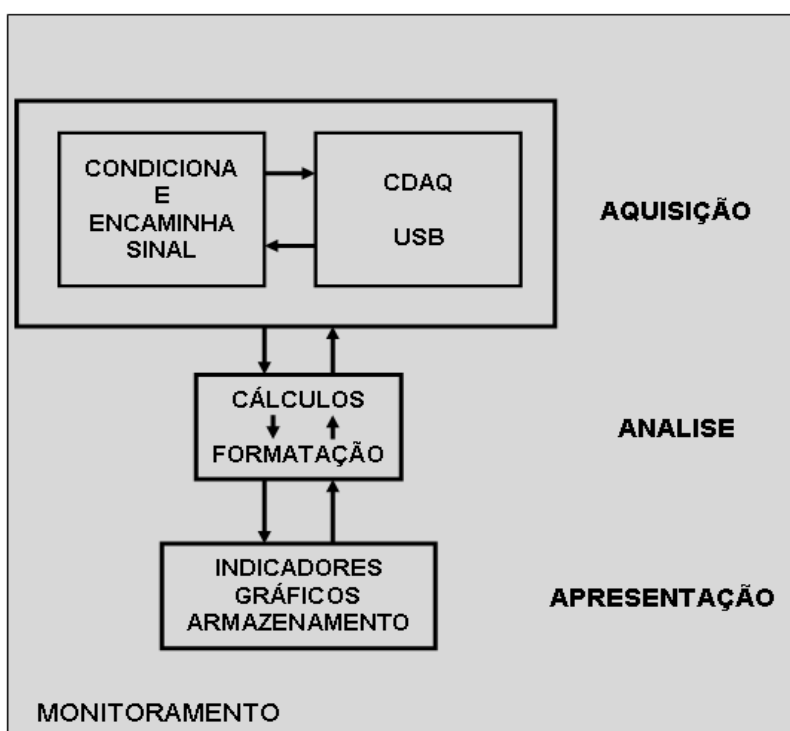 CONDICIONA
E
ENCAMINHA
SINAL
CDAQ
USB
AQUISIÇÃO
CÁLCULOS
FORMATAÇÃO
ANALISE
INDICADORES
GRÁFICOS
ARMAZENAMENTO
APRESENTAÇÃO
MONITORAMENTO